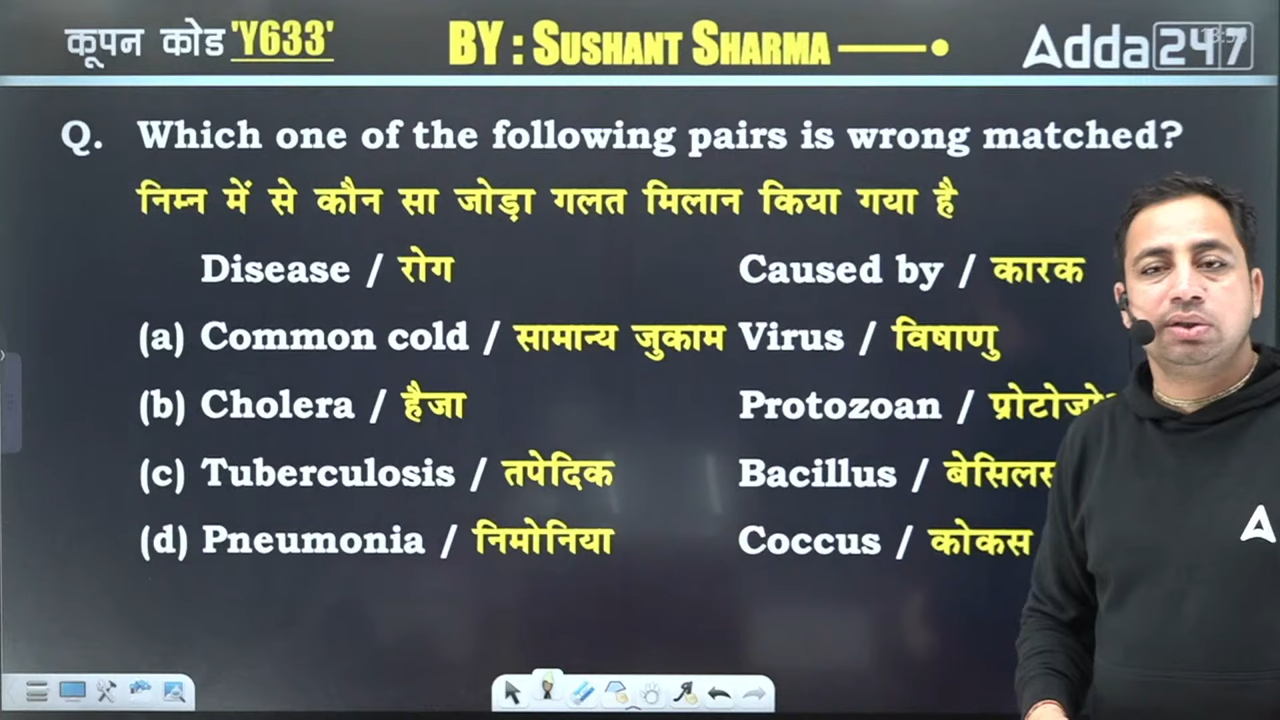 कूपन कोड 'Y633' BY : SUSHANT SHARMA Adda247
Q. Which one of the following pairs is wrong matched?
निम्न में से कौन सा जोड़ा गलत मिलान किया गया है
Disease / रोग Caused by / कारक
(a) Common cold / सामान्य जुकाम Virus / विषाणु
(b) Cholera / हैजा Protozoan /
(c) Tuberculosis / तपेदिक Bacillus / बेसिलस
(d) Pneumonia / निमोनिया Coccus / कोकस